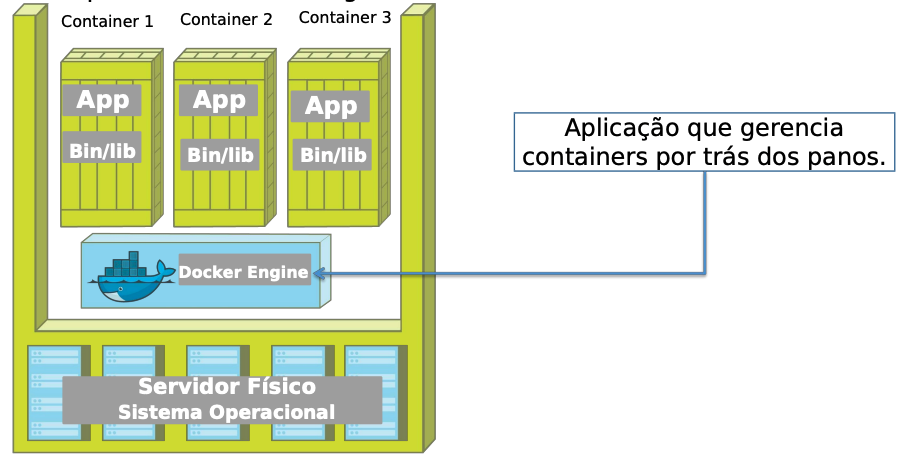 Container 1
Container 2
Container 3
App
App
App
Bin/lib
Bin/lib
Bin/lib
Aplicação que gerencia
containers por trás dos panos.
Docker Engine
Servidor Físico
Sistema Operacional